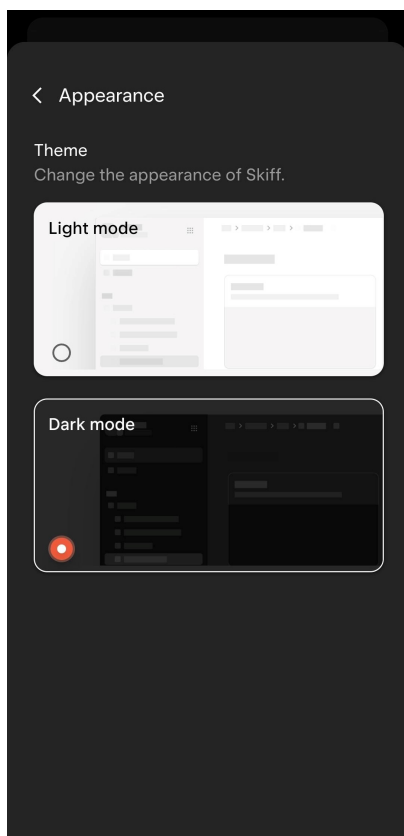 Appearance
Theme
Change the appearance of Skiff.
Light mode
Dark mode